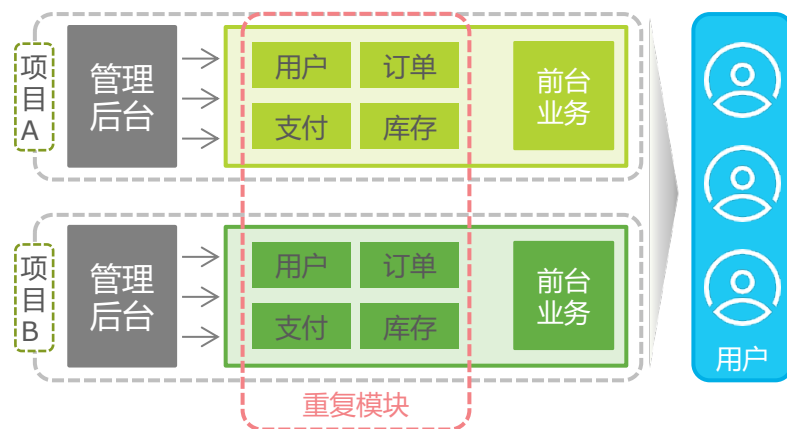 项
目
A
管理
后台
用户
订单
支付
库存
前台
业务
项
目
B
管理
后台
用户
订单
支付
库存
前台
业务
重复模块
用户